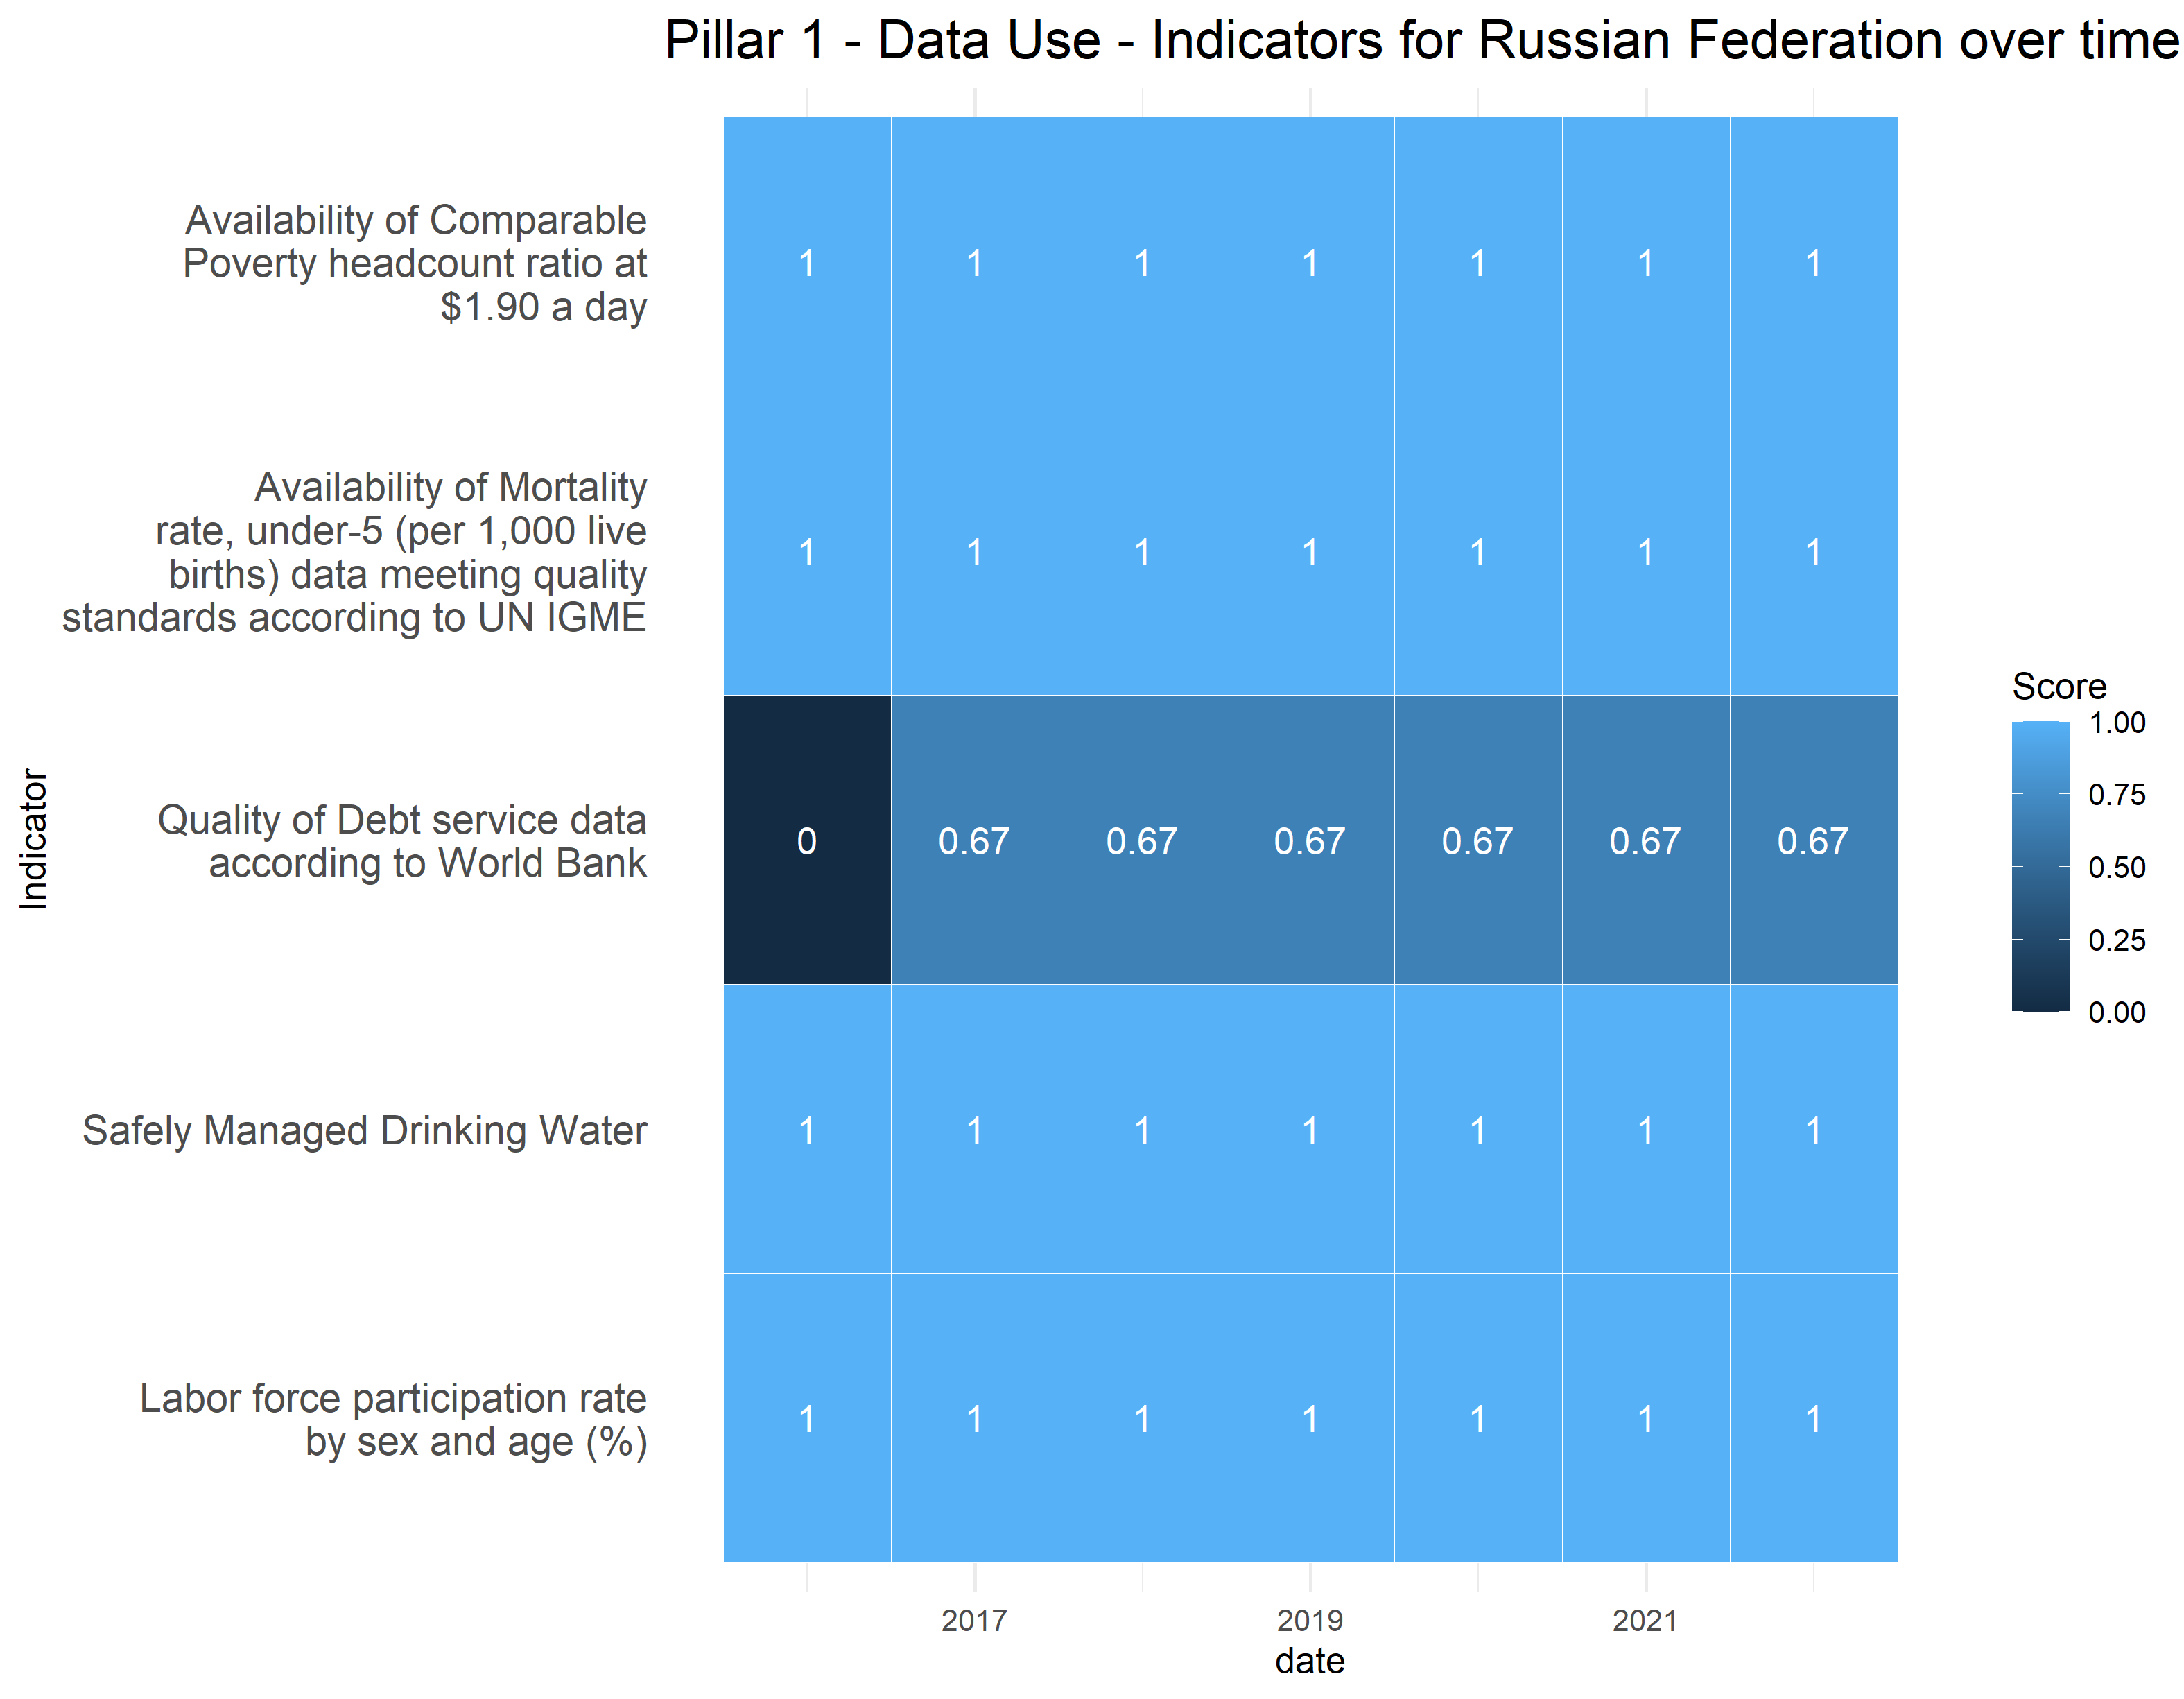 Pillar 1 - Data Use - Indicators for Russian Federation over time
Indicator
Availability of Comparable
Poverty headcount ratio at
$1.90 a day
1 1 1 1 1 1 1
Availability of Mortality
rate, under-5 (per 1,000 live
births) data meeting quality
standards according to UN IGME
1 1 1 1 1 1 1
Quality of Debt service data
according to World Bank
0 0.67 0.67 0.67 0.67 0.67 0.67
Safely Managed Drinking Water
1 1 1 1 1 1 1
Labor force participation rate
by sex and age (%)
1 1 1 1 1 1 1
2017 2019 2021
date
Score
1.00
0.75
0.50
0.25
0.00